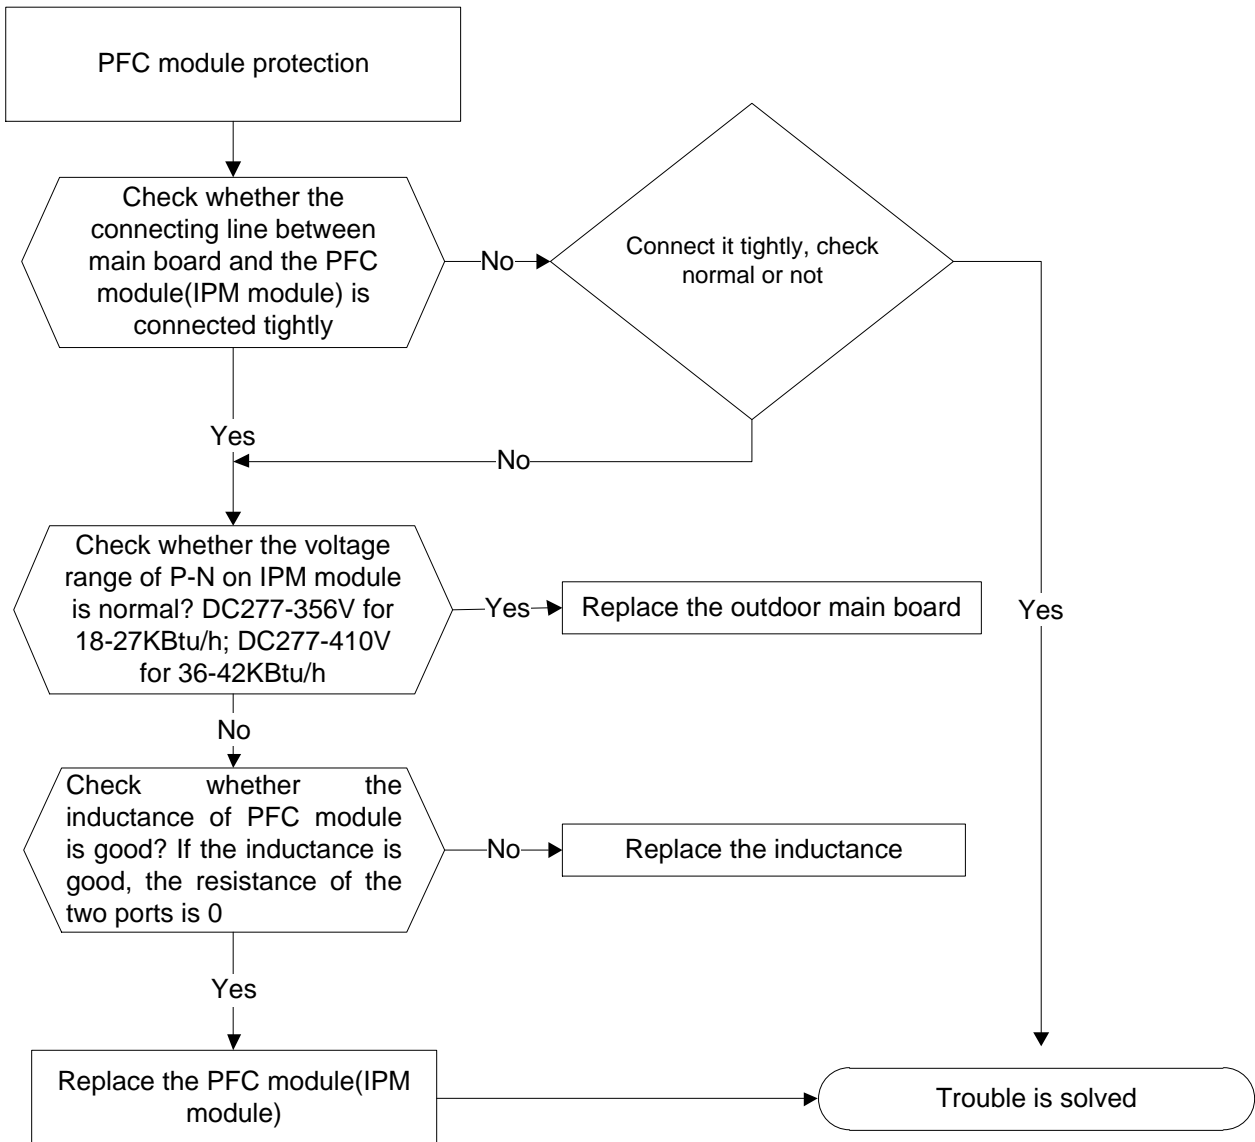 PFC module protection
Check whether the
connecting line between
main board and the PFC
module(IPM module) is
connected tightly
No
Connect it tightly, check
normal or not
Yes
No
Check whether the voltage
range of P-N on IPM module
is normal? DC277-356V for
18-27KBtu/h; DC277-410V
for 36-42KBtu/h
Yes
Replace the outdoor main board
Yes
No
Check whether the
inductance of PFC module
is good? If the inductance is
good, the resistance of the
two ports is 0
No
Replace the inductance
Yes
Replace the PFC module(IPM
module)
Trouble is solved